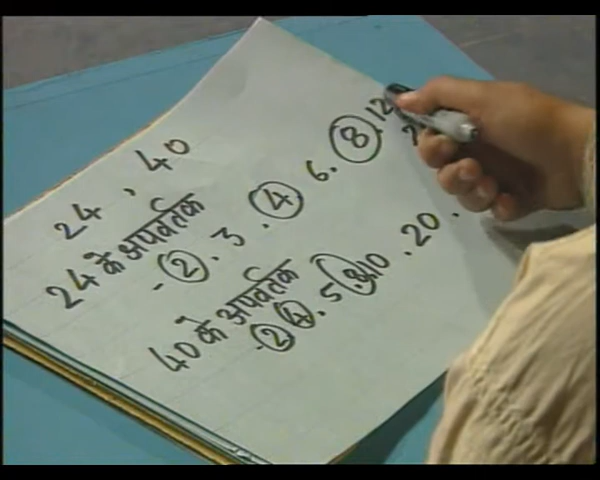 24 , 40
24 के अपवर्तक
- 2 . 3 . 4 6 . 8 . 12
40 के अपवर्तक
. 2 4 . 5 . 8 . 10 . 20 .